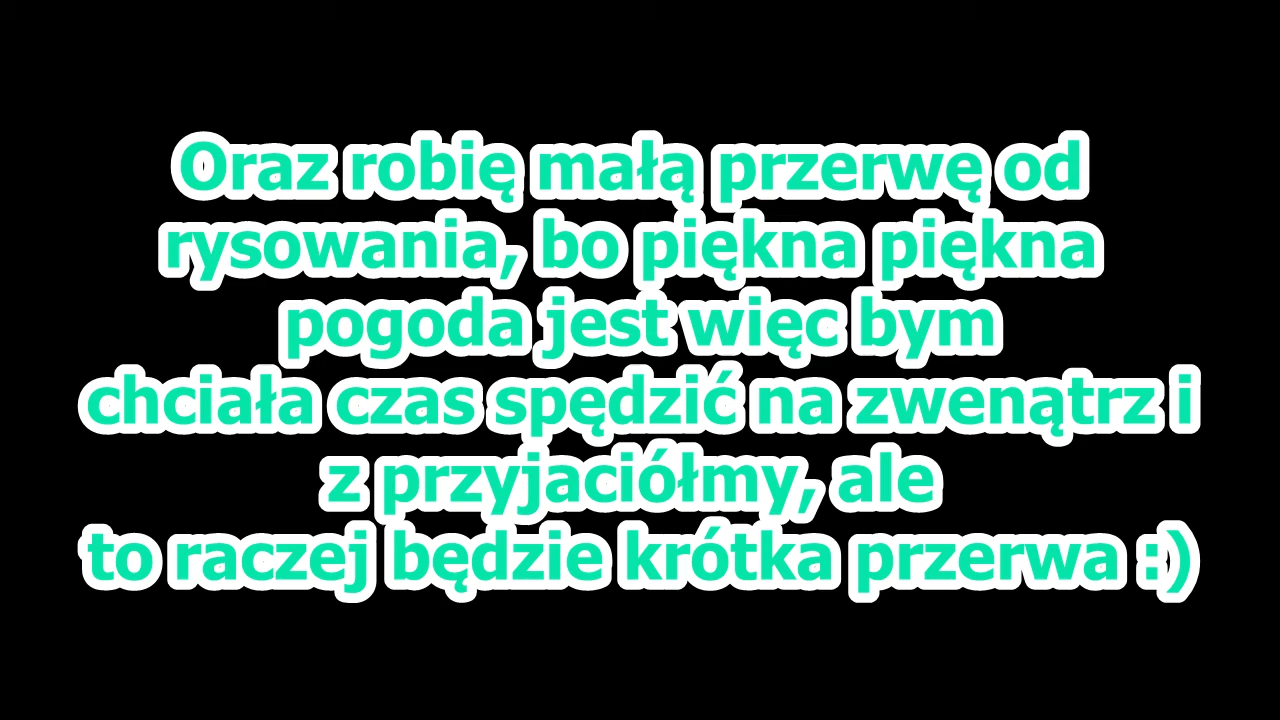 Oraz robię małą przerwę od
rysowania, bo piękna piękna
pogoda jest więc bym
chciała czas spędzić na zwenątrz i
z przyjaciółmy, ale
to raczej będzie krótka przerwa :)